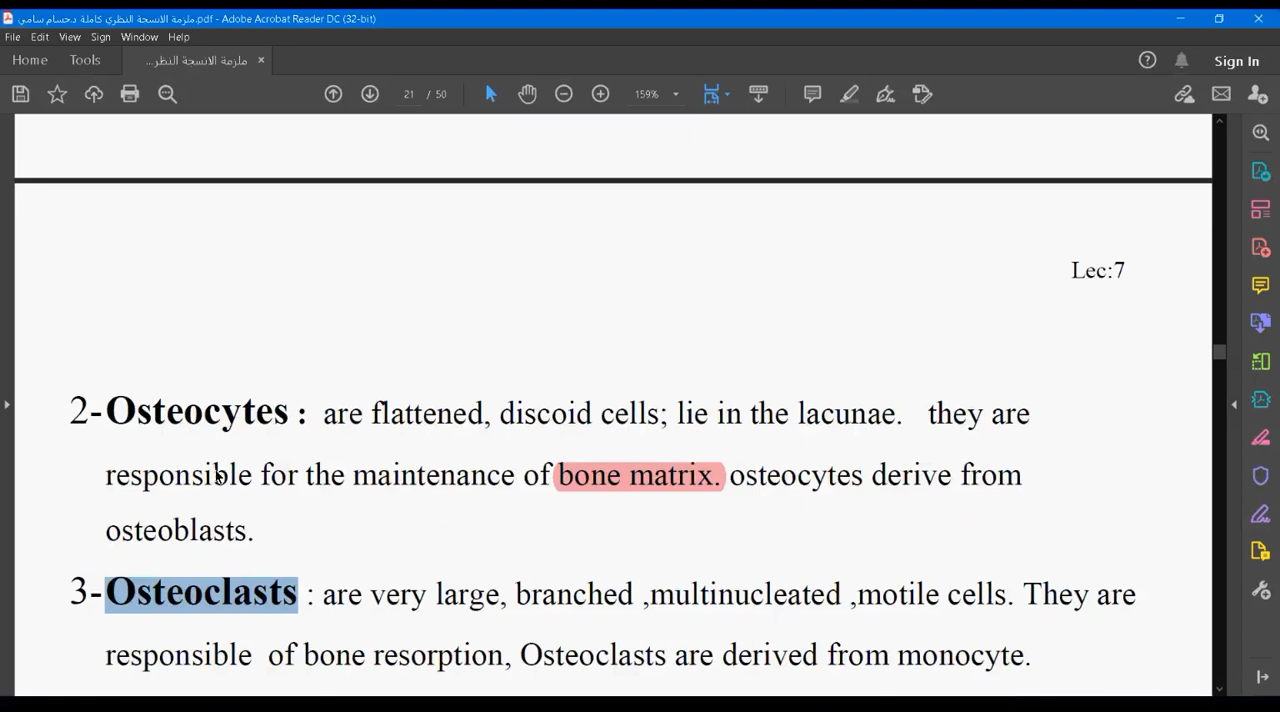 ملزمة الانسجة النظري كاملة د.حسام سامي.pdf - Adobe Acrobat Reader DC (32-bit)
File Edit View Sign Window Help
Home Tools ملزمة الانسجة النظر... × Sign In
21 / 50 159%
Lec:7
2-Osteocytes : are flattened, discoid cells; lie in the lacunae. they are
responsible for the maintenance of bone matrix. osteocytes derive from
osteoblasts.
3-Osteoclasts : are very large, branched ,multinucleated ,motile cells. They are
responsible of bone resorption, Osteoclasts are derived from monocyte.